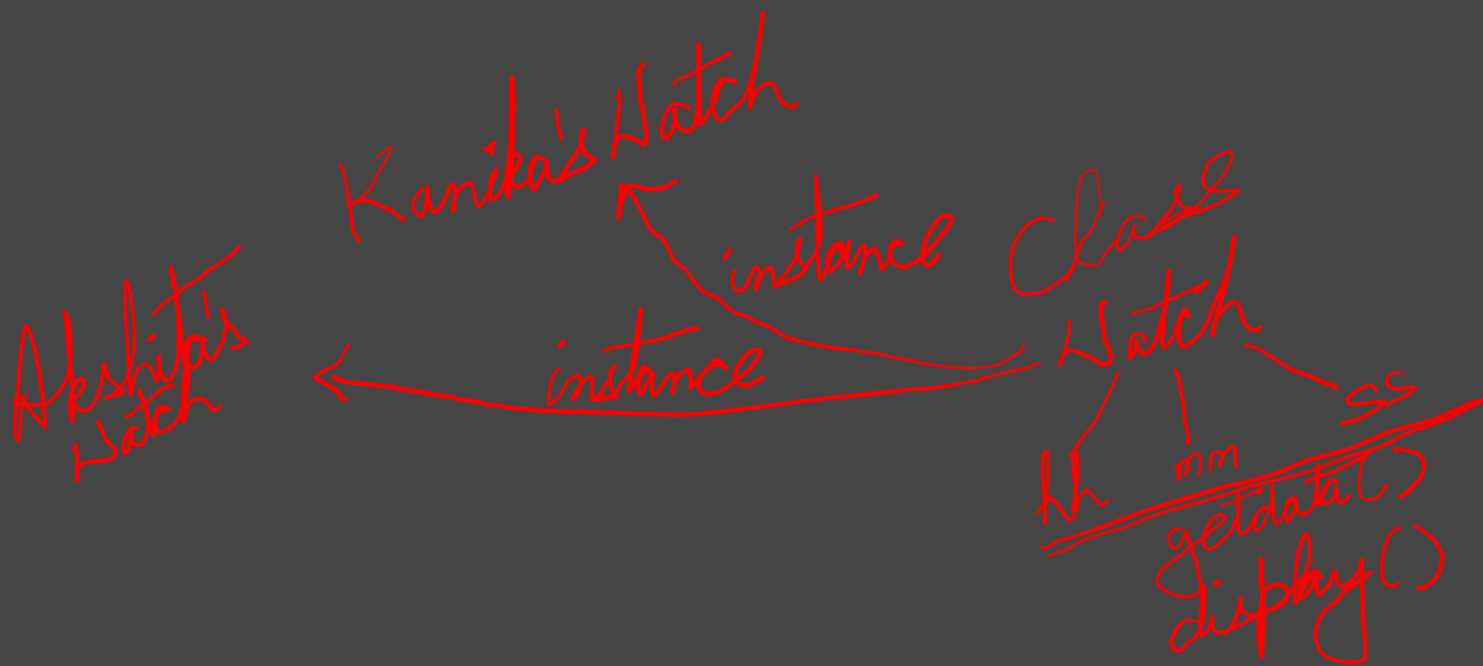 Kanika's Watch
instance
class
Akshita's
Watch
instance
Watch
hh mm ss
getdata()
display()